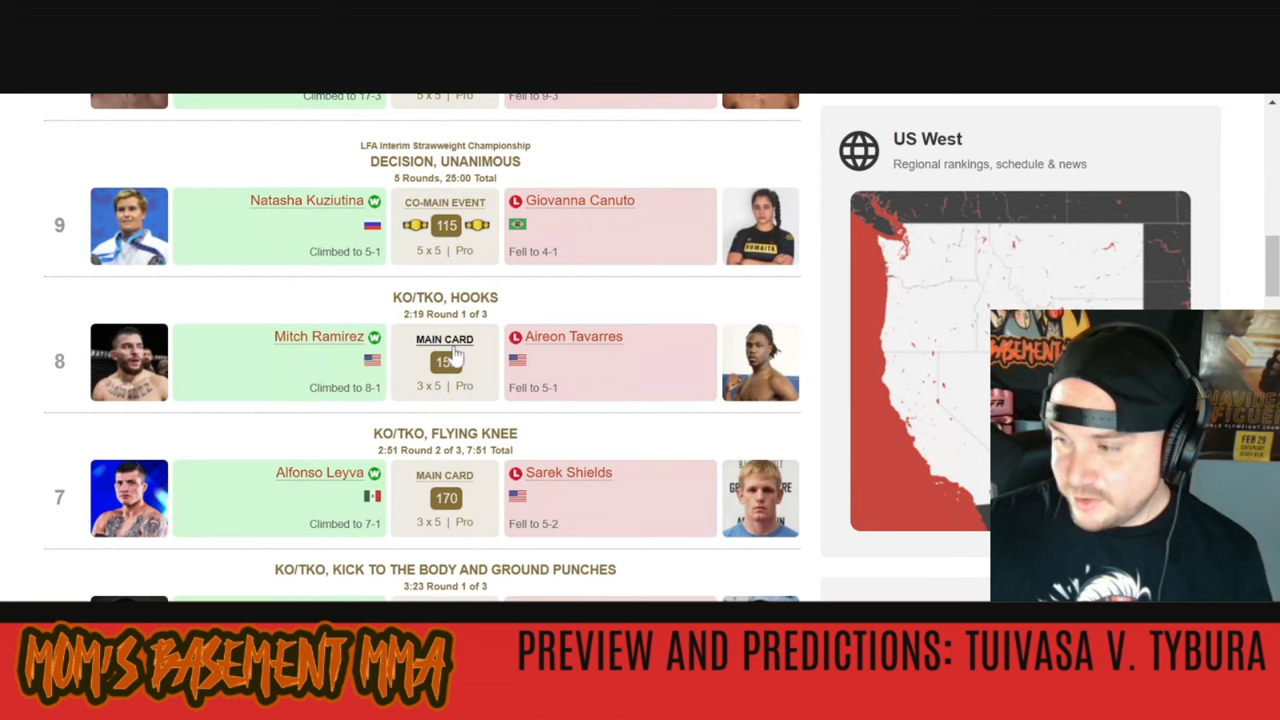 Climbed to 17-3
5 x 5 | Pro
Fell to 9-3
LFA Interim Strawweight Championship
DECISION, UNANIMOUS
5 Rounds, 25:00 Total
9
Natasha Kuziutina W
CO-MAIN EVENT
L Giovanna Canuto
115
Climbed to 5-1
5 x 5 | Pro
Fell to 4-1
HUMAITA
KO/TKO, HOOKS
2:19 Round 1 of 3
8
Mitch Ramirez W
MAIN CARD
L Aireon Tavarres
Climbed to 8-1
3 x 5 | Pro
Fell to 5-1
KO/TKO, FLYING KNEE
2:51 Round 2 of 3, 7:51 Total
7
Alfonso Leyva W
MAIN CARD
L Sarek Shields
170
Climbed to 7-1
3 x 5 | Pro
Fell to 5-2
KO/TKO, KICK TO THE BODY AND GROUND PUNCHES
3:23 Round 1 of 3
US West
Regional rankings, schedule & news
FEB 29
MOM'S BASEMENT MMA
PREVIEW AND PREDICTIONS: TUIVASA V. TYBURA